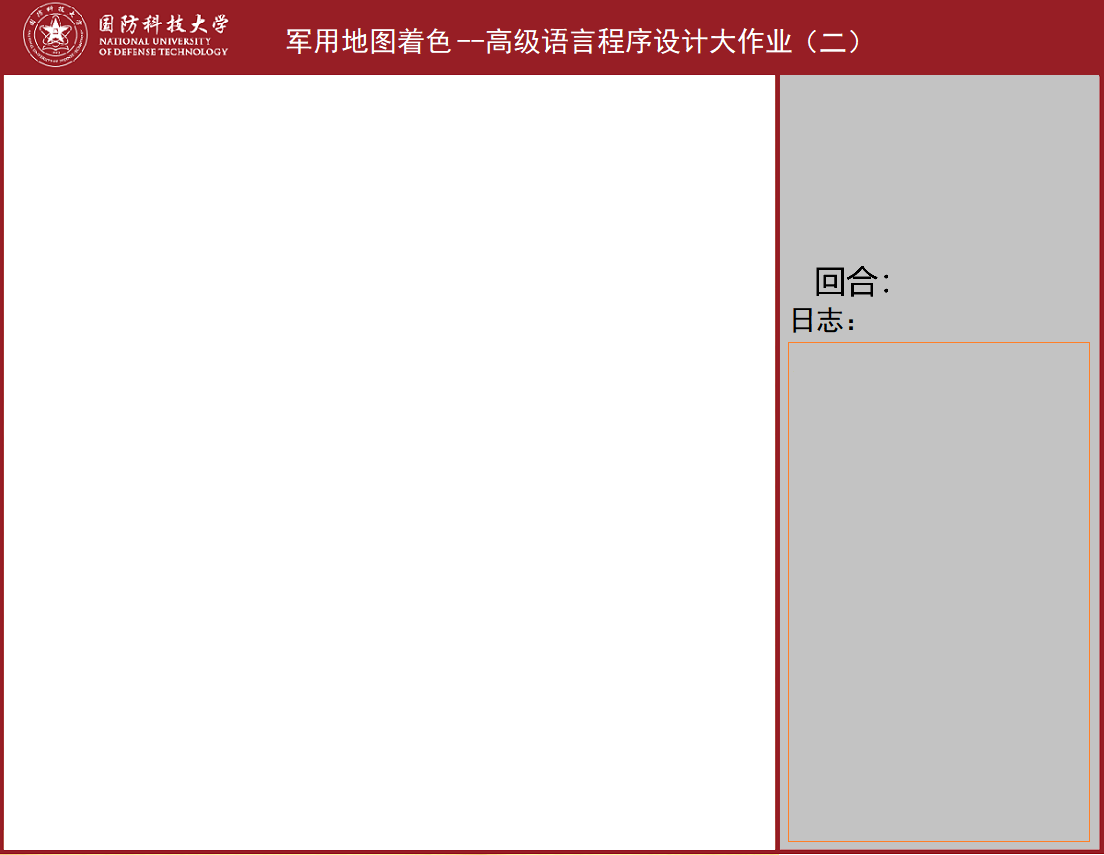 国防科技大学
NATIONAL UNIVERSITY
OF DEFENSE TECHNOLOGY
军用地图着色--高级语言程序设计大作业（二）
回合：
日志：